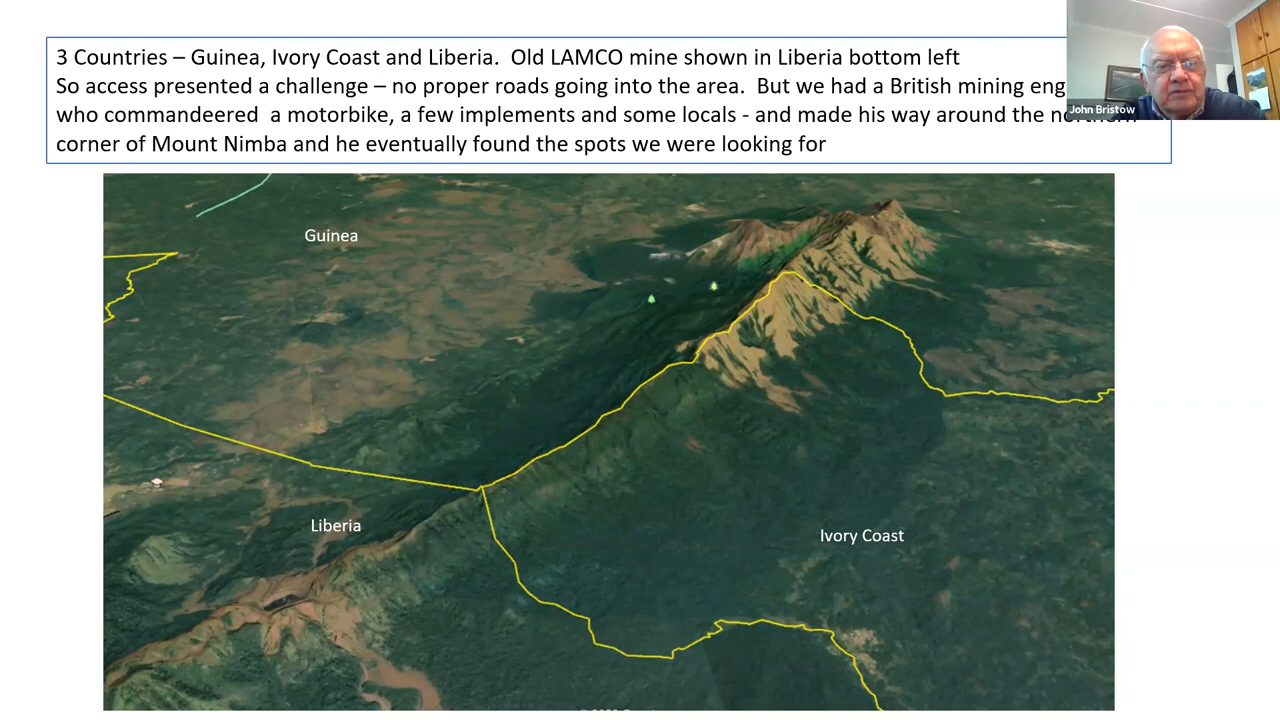 3 Countries – Guinea, Ivory Coast and Liberia.  Old LAMCO mine shown in Liberia bottom left
So access presented a challenge – no proper roads going into the area.  But we had a British mining eng
who commandeered  a motorbike, a few implements and some locals - and made his way around the northern
corner of Mount Nimba and he eventually found the spots we were looking for
John Bristow
Guinea
Liberia
Ivory Coast